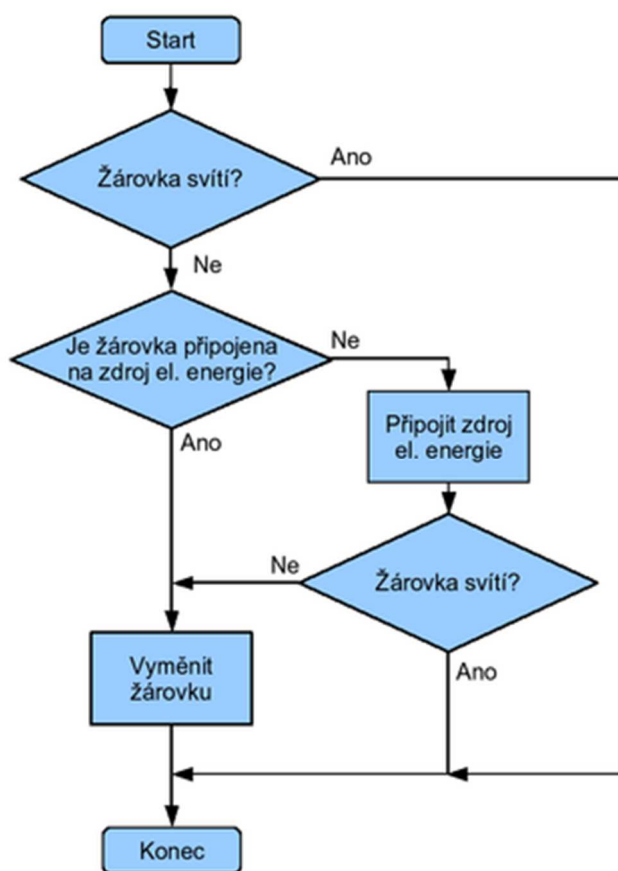 Start
Žárovka svítí?
Ano
Ne
Je žárovka připojena
na zdroj el. energie?
Ne
Ano
Připojit zdroj
el. energie
Žárovka svítí?
Ne
Ano
Vyměnit
žárovku
Konec